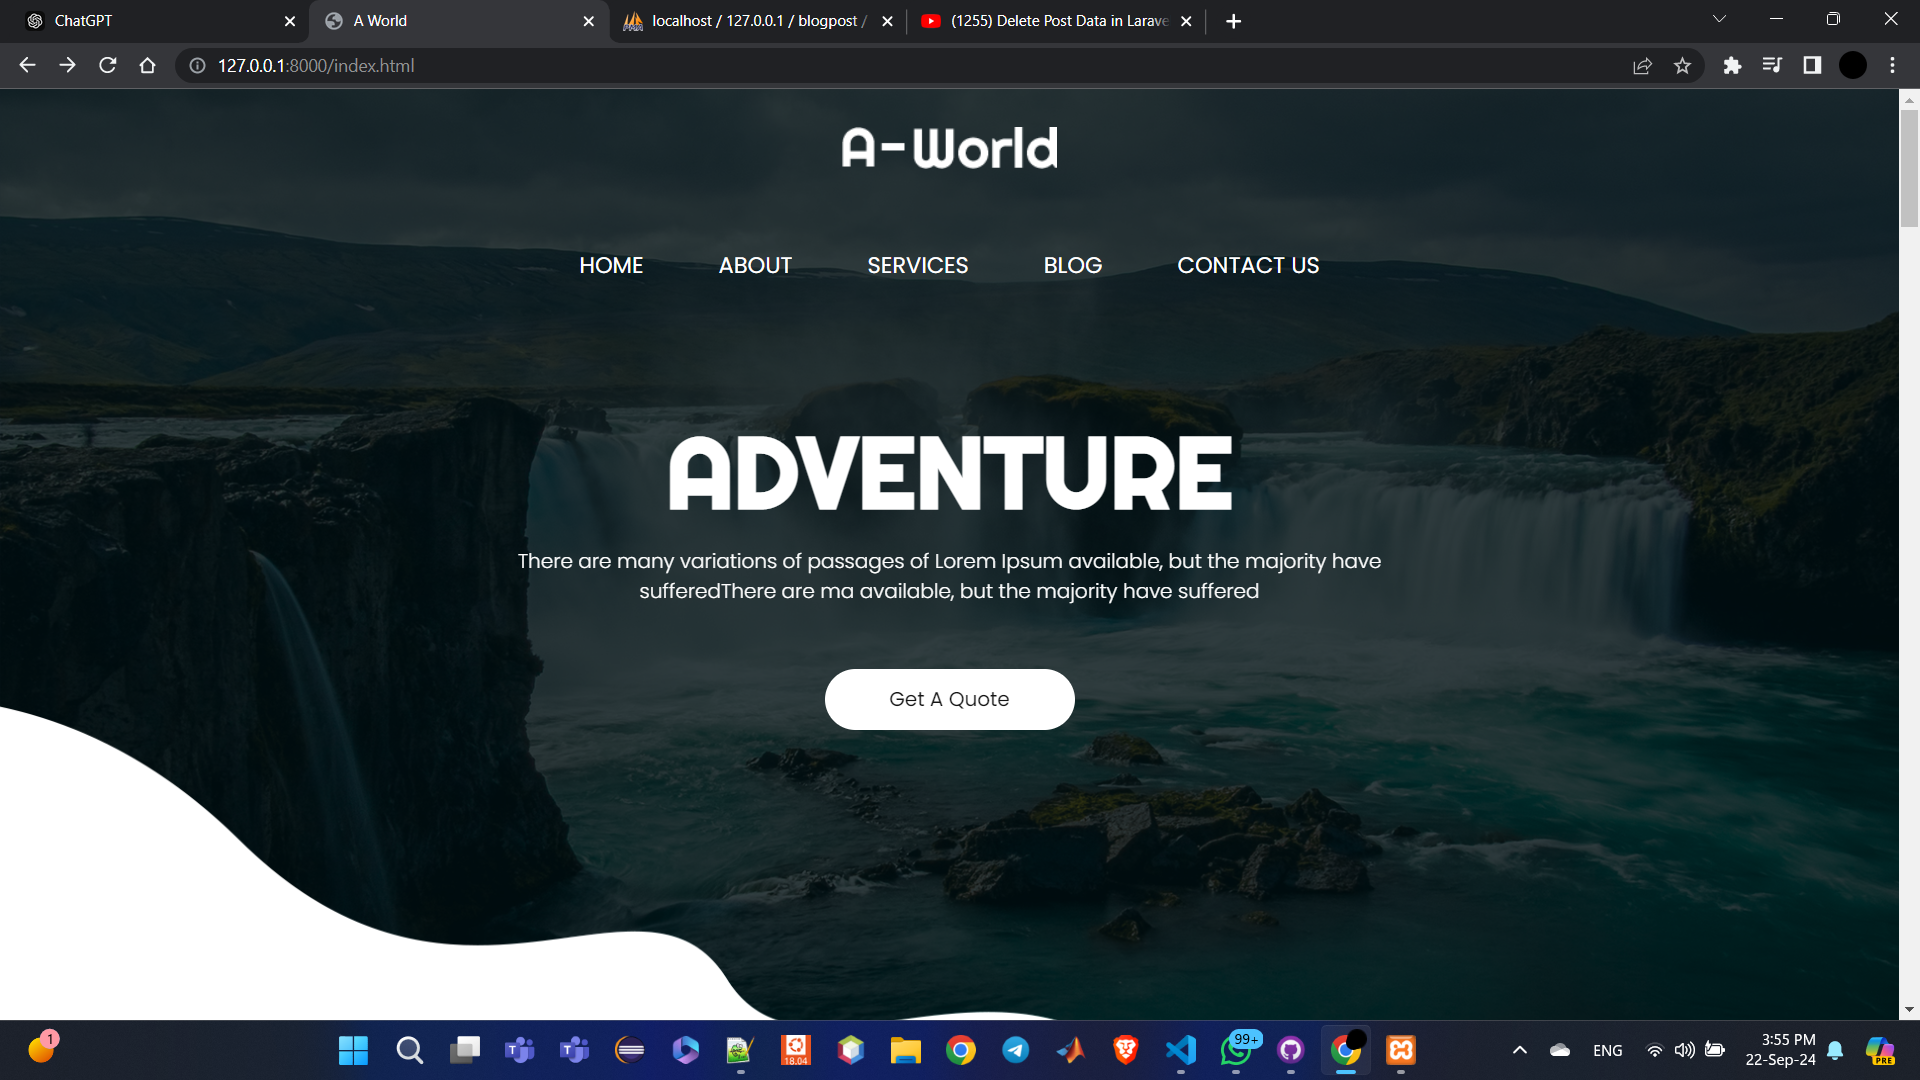 ChatGPT
A World
localhost / 127.0.0.1 / blogpost /
(1255) Delete Post Data in Larave
127.0.0.1:8000/index.html
A-World
HOME
ABOUT
SERVICES
BLOG
CONTACT US
ADVENTURE
There are many variations of passages of Lorem Ipsum available, but the majority have
sufferedThere are ma available, but the majority have suffered
Get A Quote
1
18.04
99+
ENG
3:55 PM
22-Sep-24
PRE